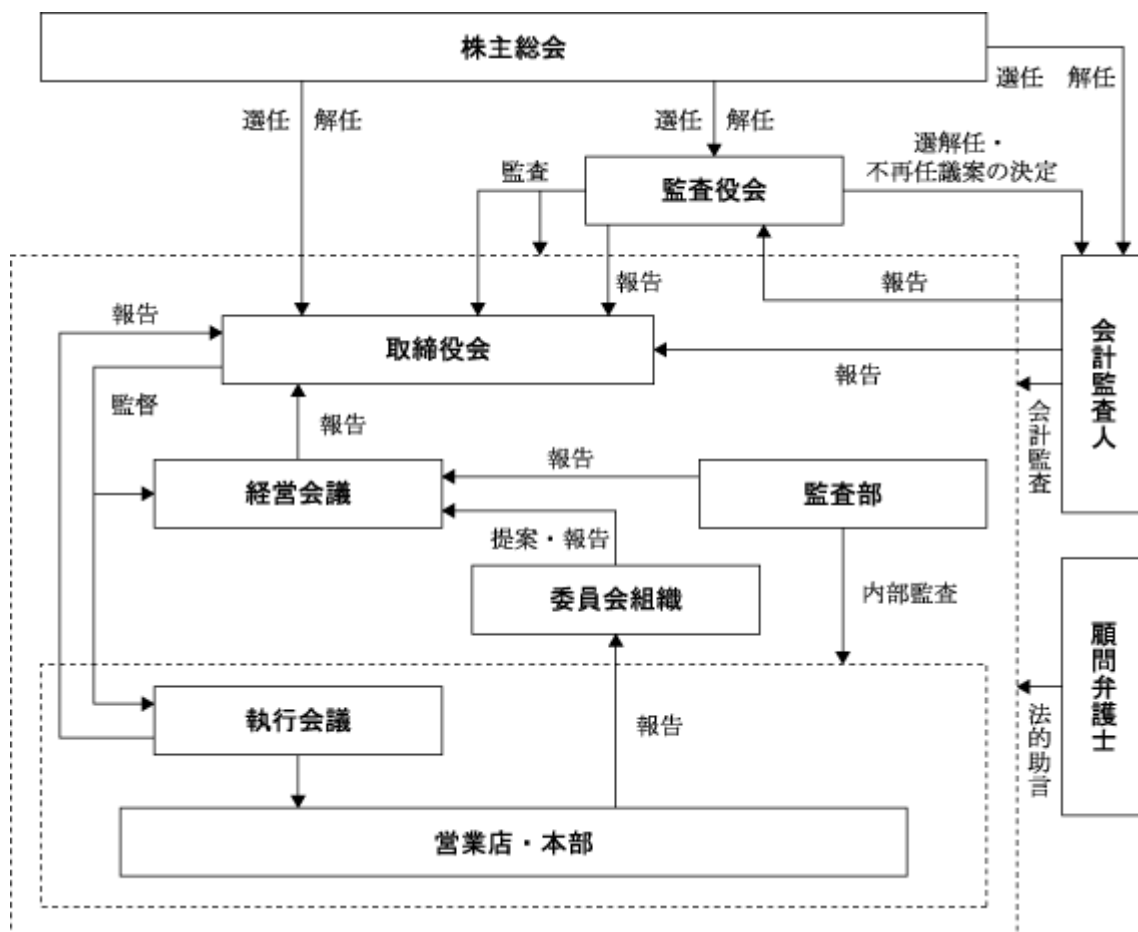 株主総会
選任 解任
選任 解任
選任 解任
選解任・
不再任議案の決定
監査
監査役会
報告
報告
報告
取締役会
報告
会計監査人
監督
報告
会計監査
報告
経営会議
監査部
提案・報告
委員会組織
内部監査
顧問弁護士
執行会議
報告
法的助言
営業店・本部